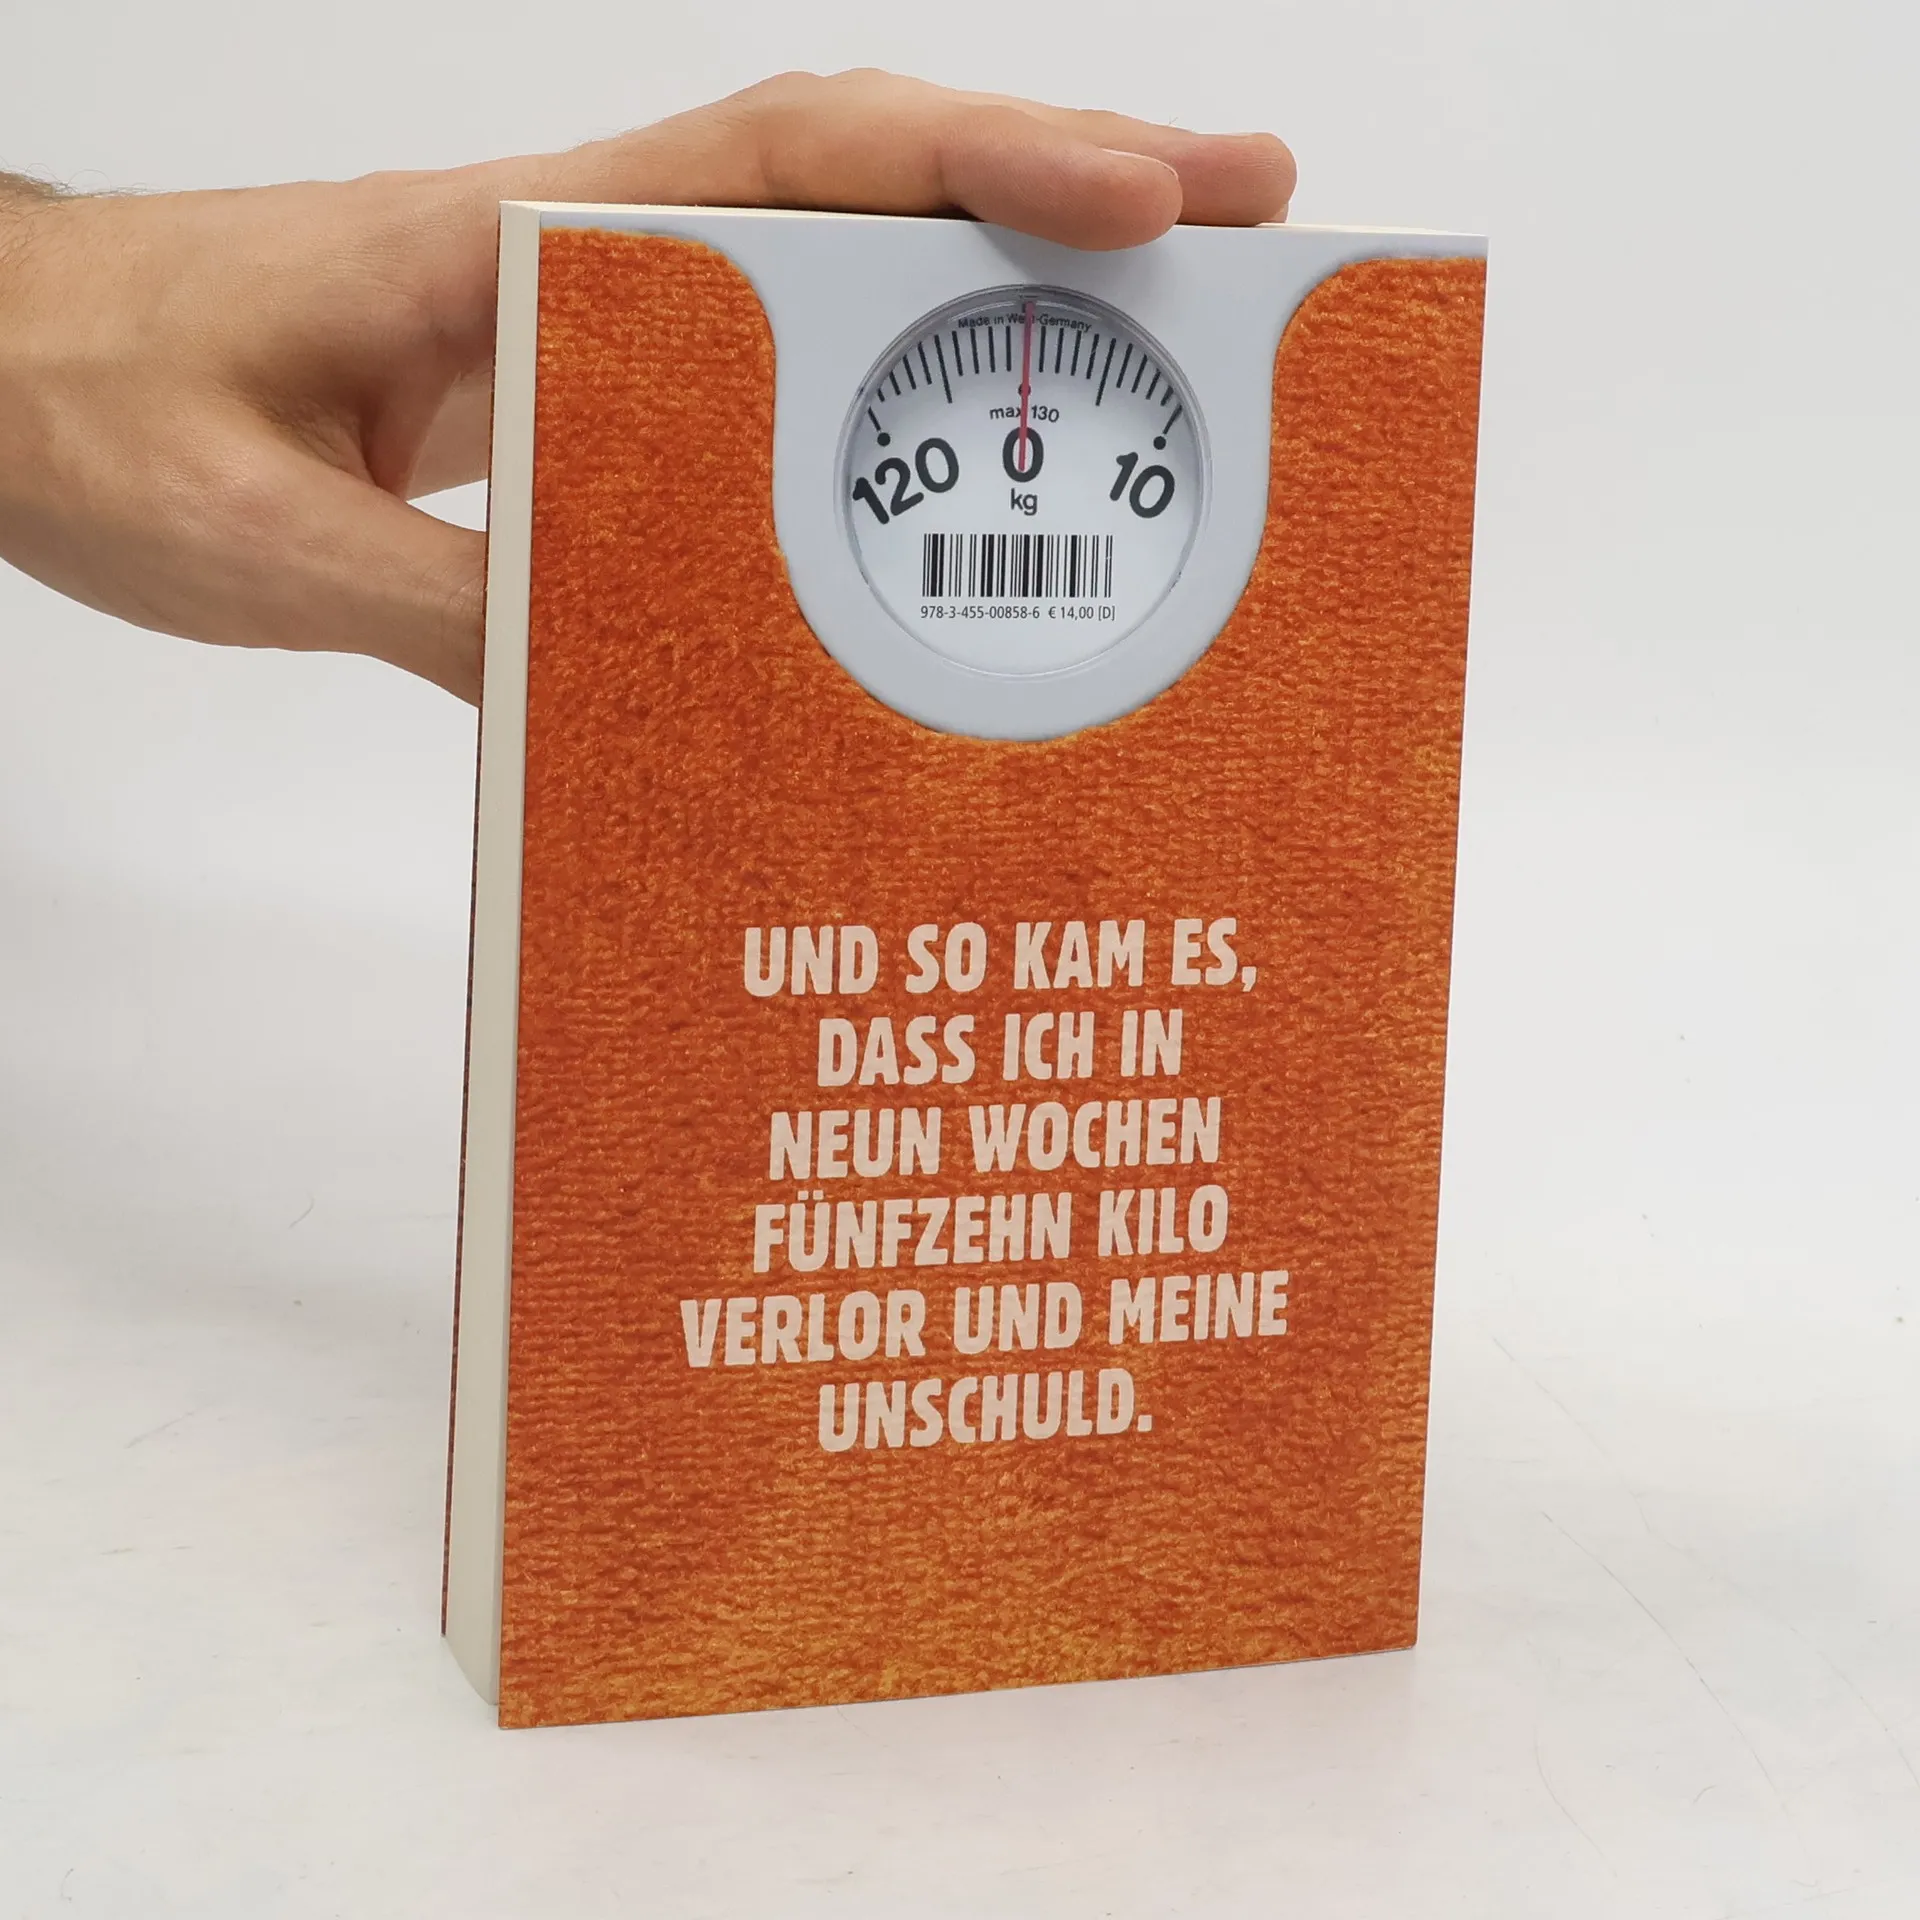 Made in West-Germany
max 130
120 0 10
kg
978-3-455-00858-6 € 14,00 [D]
UND SO KAM ES,
DASS ICH IN
NEUN WOCHEN
FÜNFZEHN KILO
VERLOR UND MEINE
UNSCHULD.